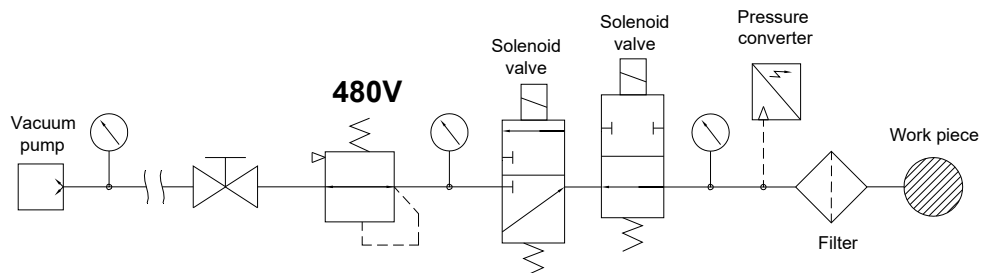 Vacuum
pump
480V
Solenoid
valve
Solenoid
valve
Pressure
converter
Filter
Work piece